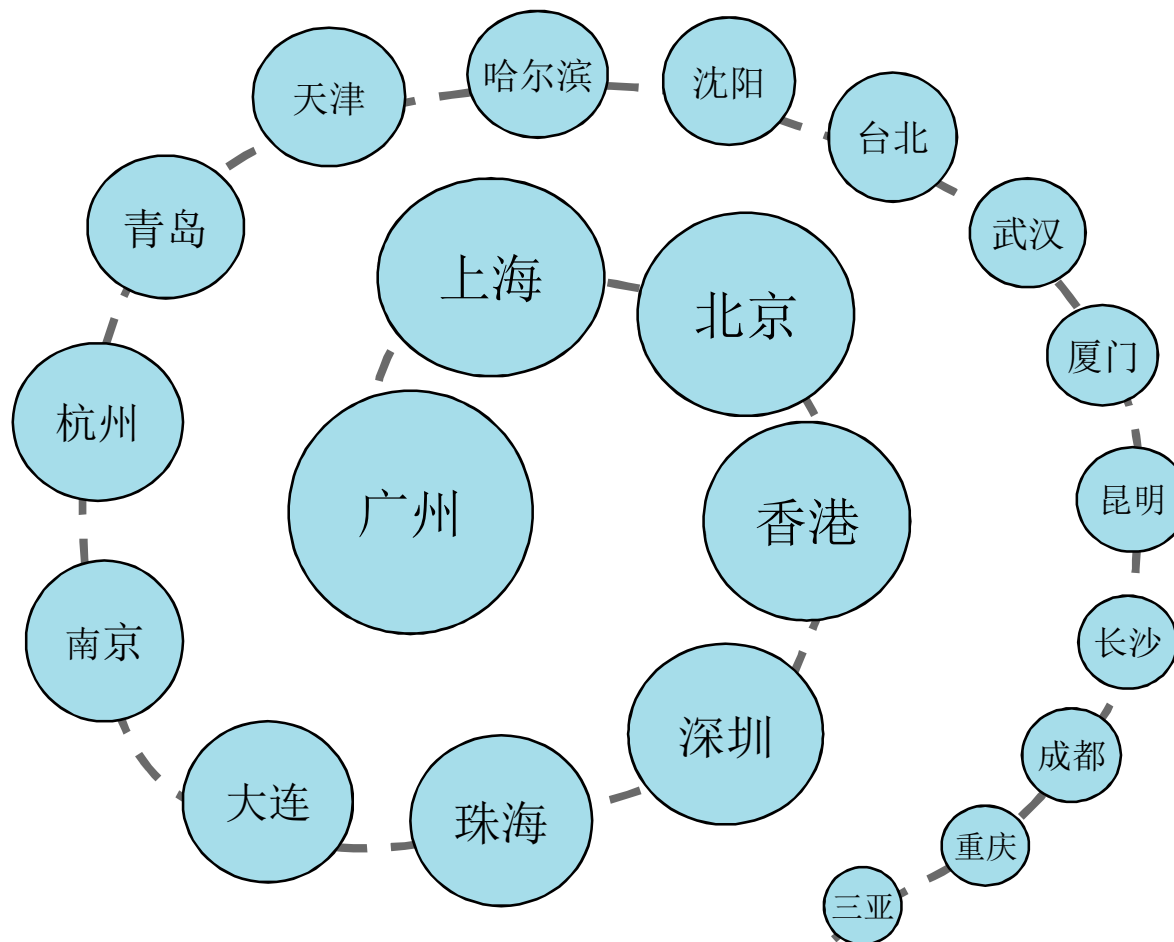 广州
上海
北京
香港
深圳
珠海
大连
南京
杭州
青岛
天津
哈尔滨
沈阳
台北
武汉
厦门
昆明
长沙
成都
重庆
三亚